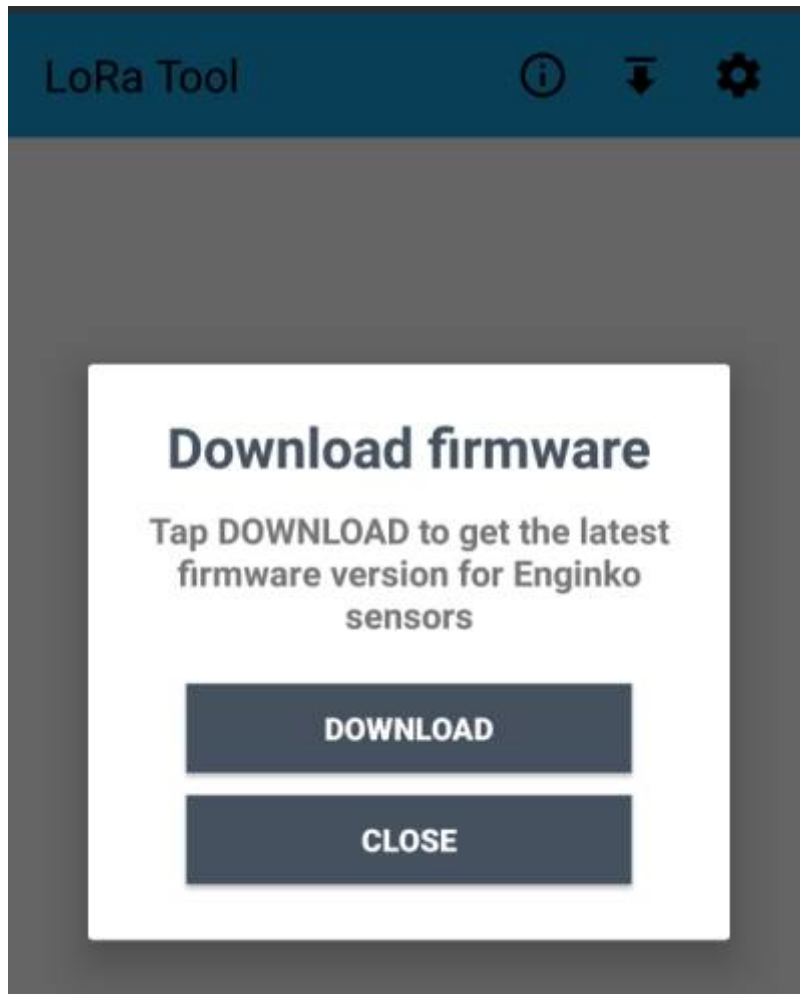 LoRa Tool
Download firmware
Tap DOWNLOAD to get the latest
firmware version for Enginko
sensors
DOWNLOAD
CLOSE